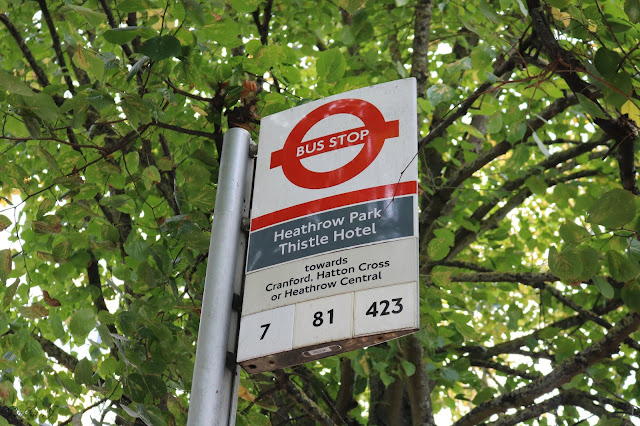 BUS STOP
Heathrow Park
Thistle Hotel
towards
Cranford, Hatton Cross
or Heathrow Central
7 81 423